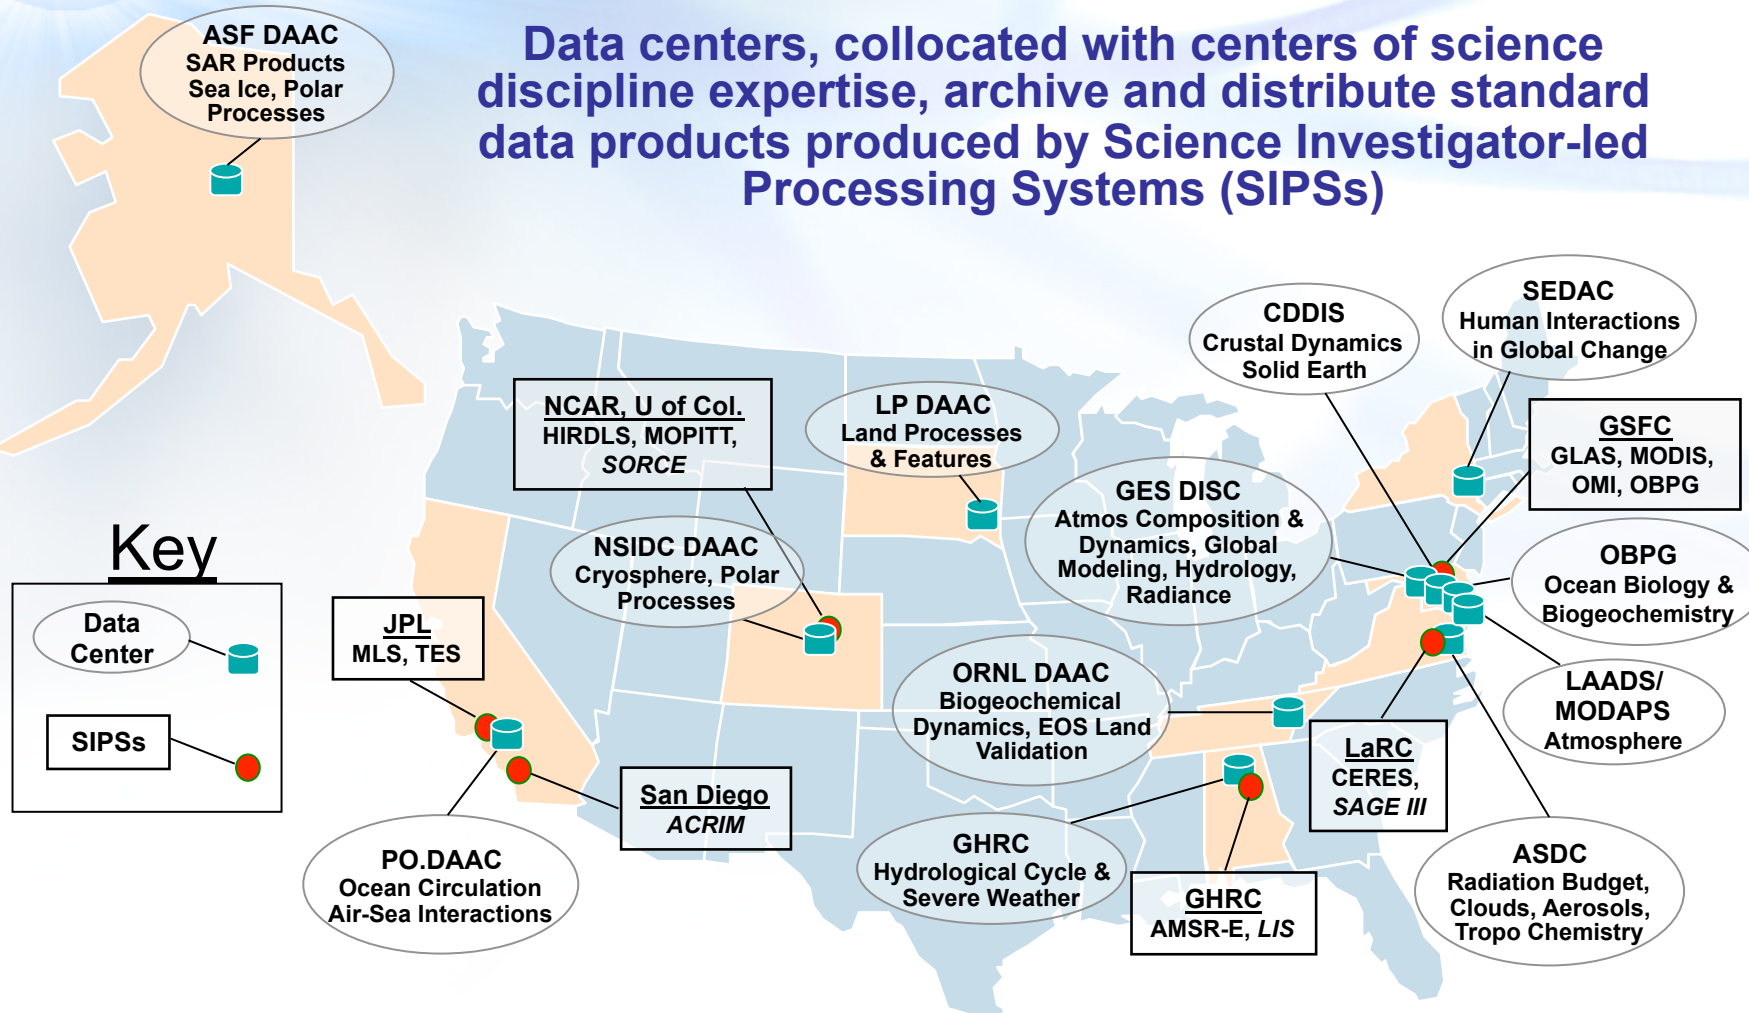 Data centers, collocated with centers of science
discipline expertise, archive and distribute standard
data products produced by Science Investigator-led
Processing Systems (SIPSs)
ASF DAAC
SAR Products
Sea Ice, Polar
Processes
CDDIS
Crustal Dynamics
Solid Earth
SEDAC
Human Interactions
in Global Change
NCAR, U of Col.
HIRDLS, MOPITT,
SORCE
LP DAAC
Land Processes
& Features
GSFC
GLAS, MODIS,
OMI, OBPG
GES DISC
Atmos Composition &
Dynamics, Global
Modeling, Hydrology,
Radiance
NSIDC DAAC
Cryosphere, Polar
Processes
OBPG
Ocean Biology &
Biogeochemistry
Key
Data
Center
SIPSs
JPL
MLS, TES
ORNL DAAC
Biogeochemical
Dynamics, EOS Land
Validation
LAADS/
MODAPS
Atmosphere
LaRC
CERES,
SAGE III
San Diego
ACRIM
PO.DAAC
Ocean Circulation
Air-Sea Interactions
GHRC
Hydrological Cycle &
Severe Weather
GHRC
AMSR-E, LIS
ASDC
Radiation Budget,
Clouds, Aerosols,
Tropo Chemistry